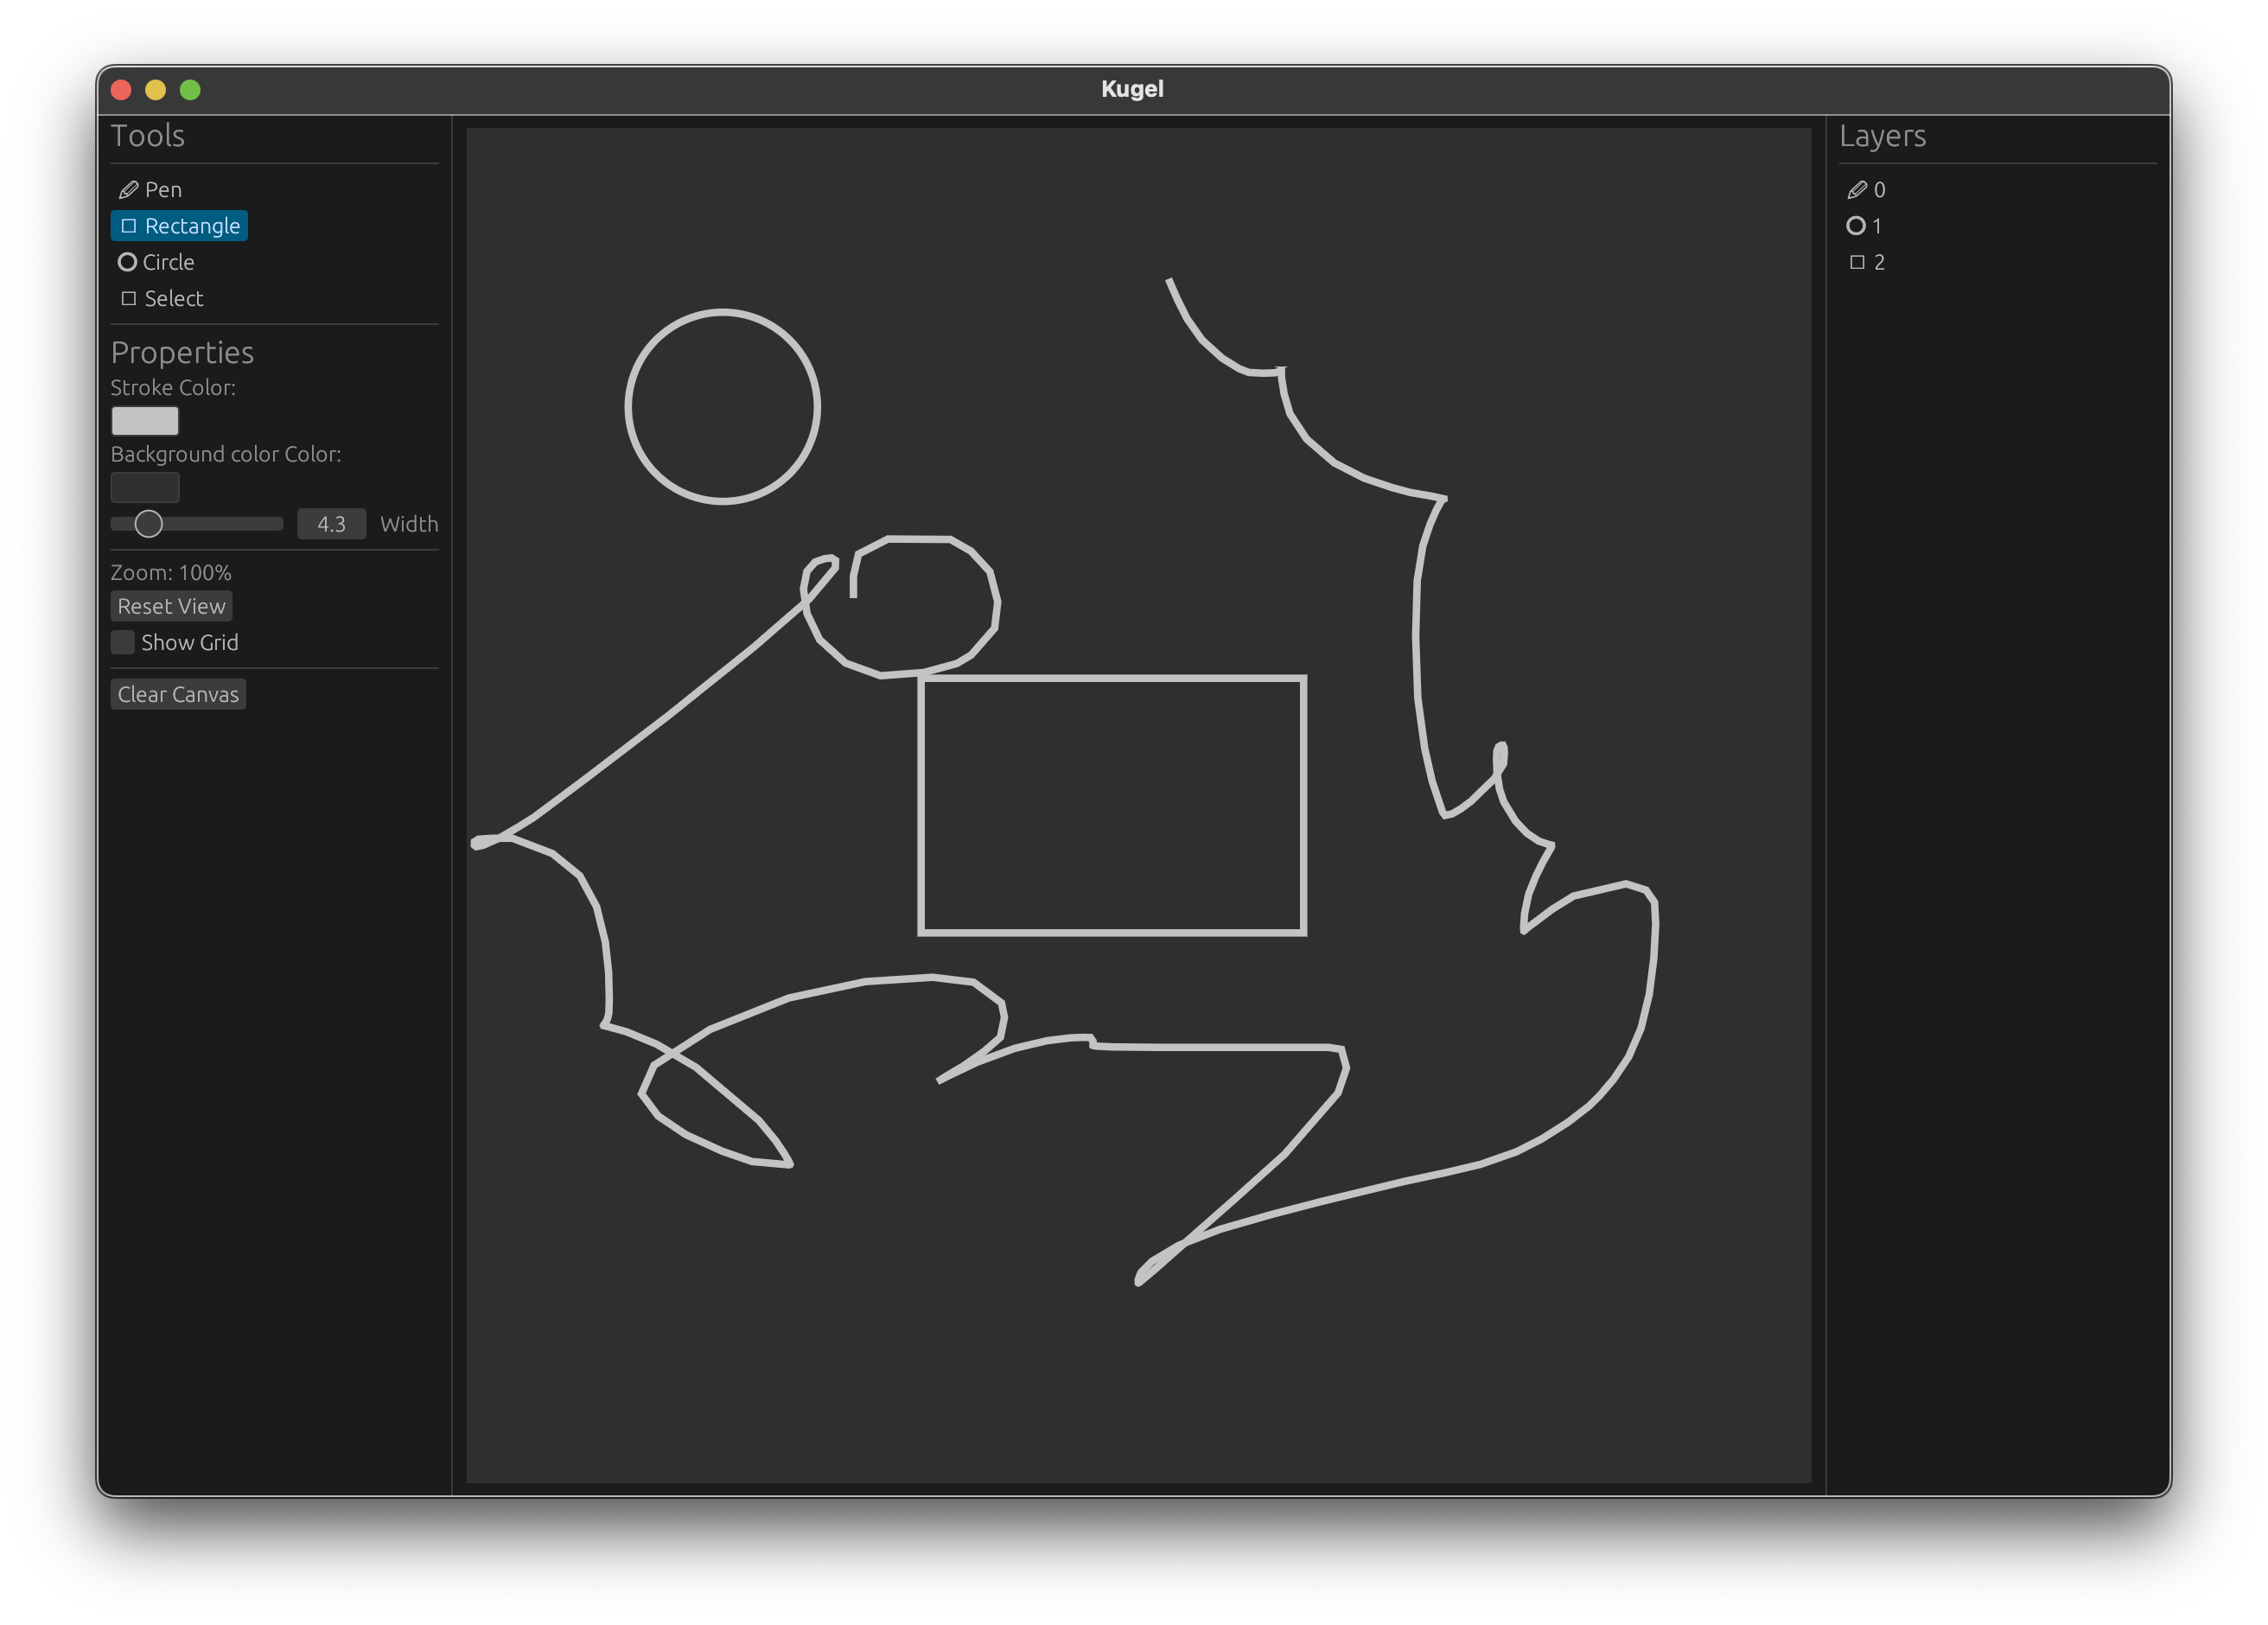 Kugel
Tools
Pen
Rectangle
Circle
Select
Properties
Stroke Color:
Background color Color:
4.3 Width
Zoom: 100%
Reset View
Show Grid
Clear Canvas
Layers
0
1
2